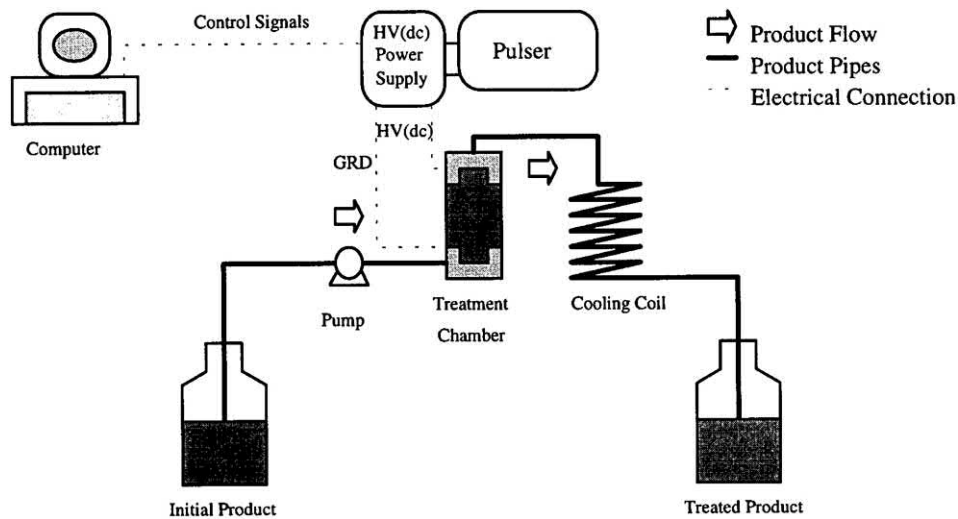 Control Signals
HV(dc)
Power
Supply
Pulser
Product Flow
Product Pipes
Electrical Connection
Computer
HV(dc)
GRD
Pump
Treatment
Chamber
Cooling Coil
Initial Product
Treated Product